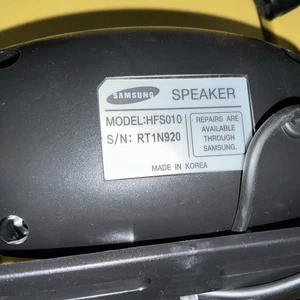 SAMSUNG SPEAKER
MODEL:HFS010
S/N: RT1N920
REPAIRS ARE
AVAILABLE
THROUGH
SAMSUNG.
MADE IN KOREA